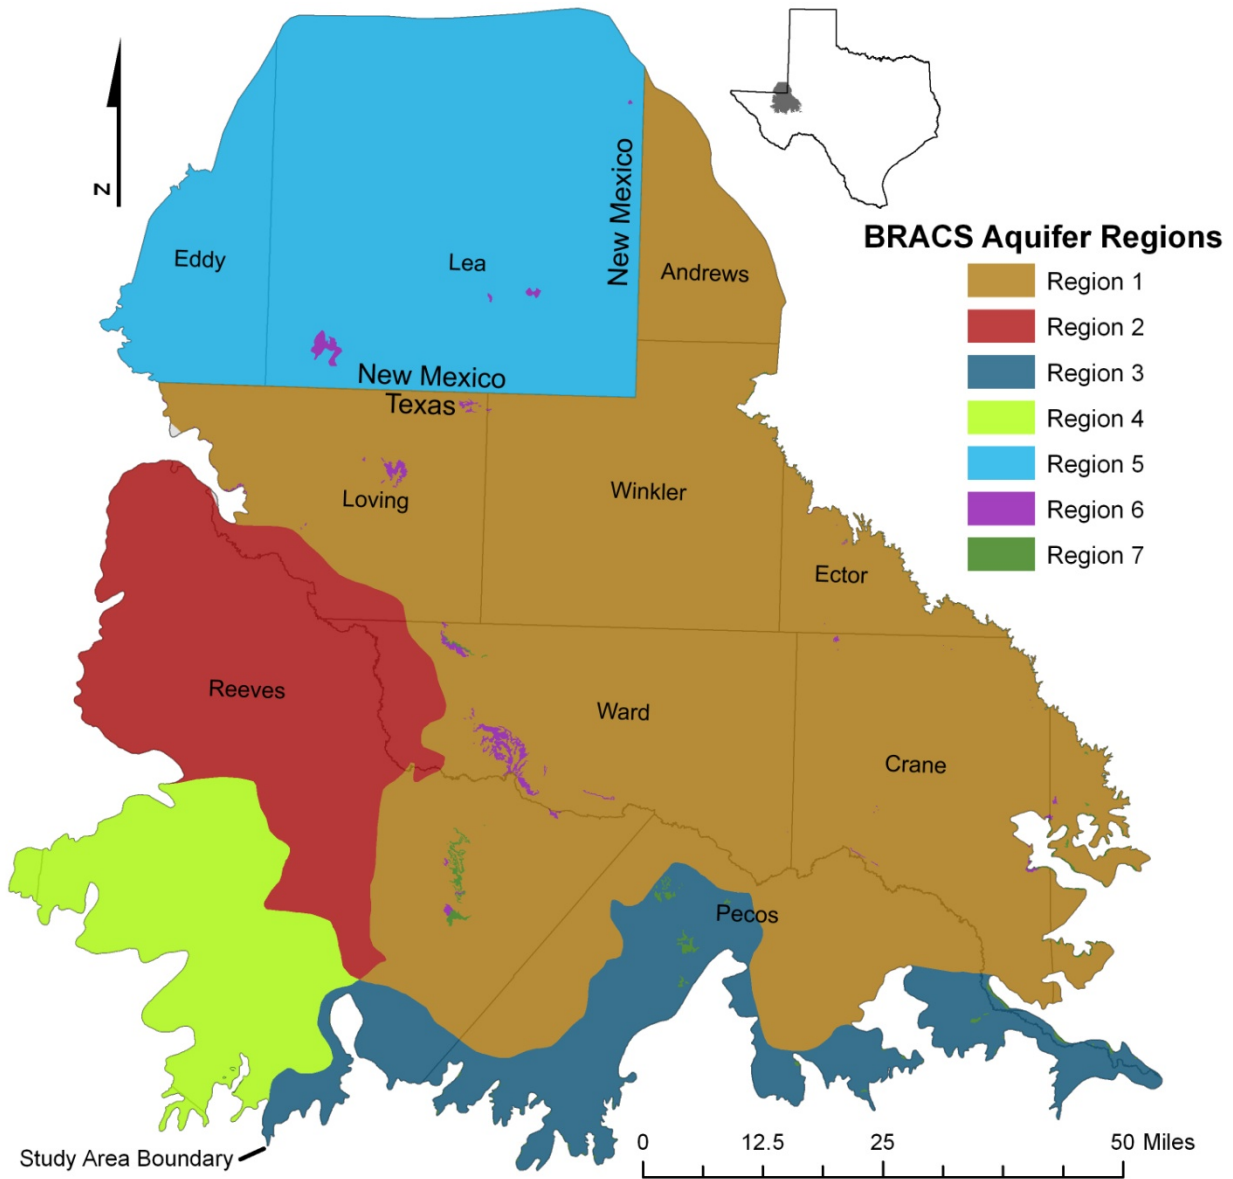 N
New Mexico
Eddy
Lea
Andrews
New Mexico
Texas
Loving
Winkler
Ector
Reeves
Ward
Crane
Pecos
BRACS Aquifer Regions
Region 1
Region 2
Region 3
Region 4
Region 5
Region 6
Region 7
Study Area Boundary
0 12.5 25 50 Miles